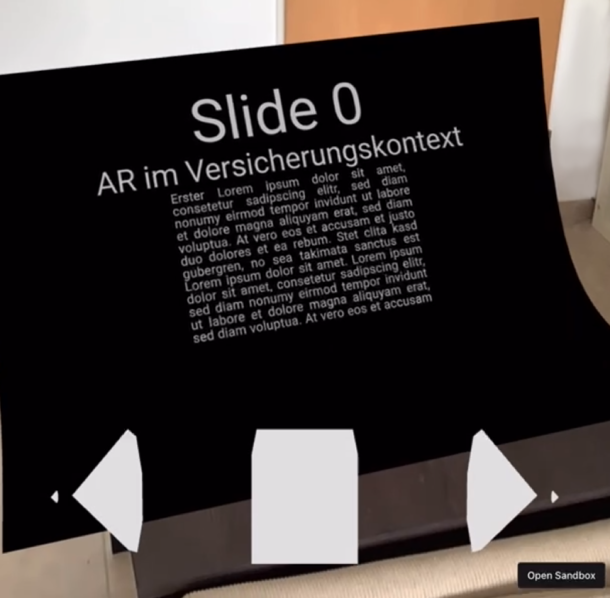 Slide 0
AR im Versicherungskontext
Erster Lorem ipsum dolor sit amet,
consetetur sadipscing elitr, sed diam
nonumy eirmod tempor invidunt ut labore
et dolore magna aliquyam erat, sed diam
voluptua. At vero eos et accusam et justo
duo dolores et ea rebum. Stet clita kasd
gubergren, no sea takimata sanctus est
Lorem ipsum dolor sit amet. Lorem ipsum
dolor sit amet, consetetur sadipscing elitr,
sed diam nonumy eirmod tempor invidunt
ut labore et dolore magna aliquyam erat,
sed diam voluptua. At vero eos et accusam
Open Sandbox